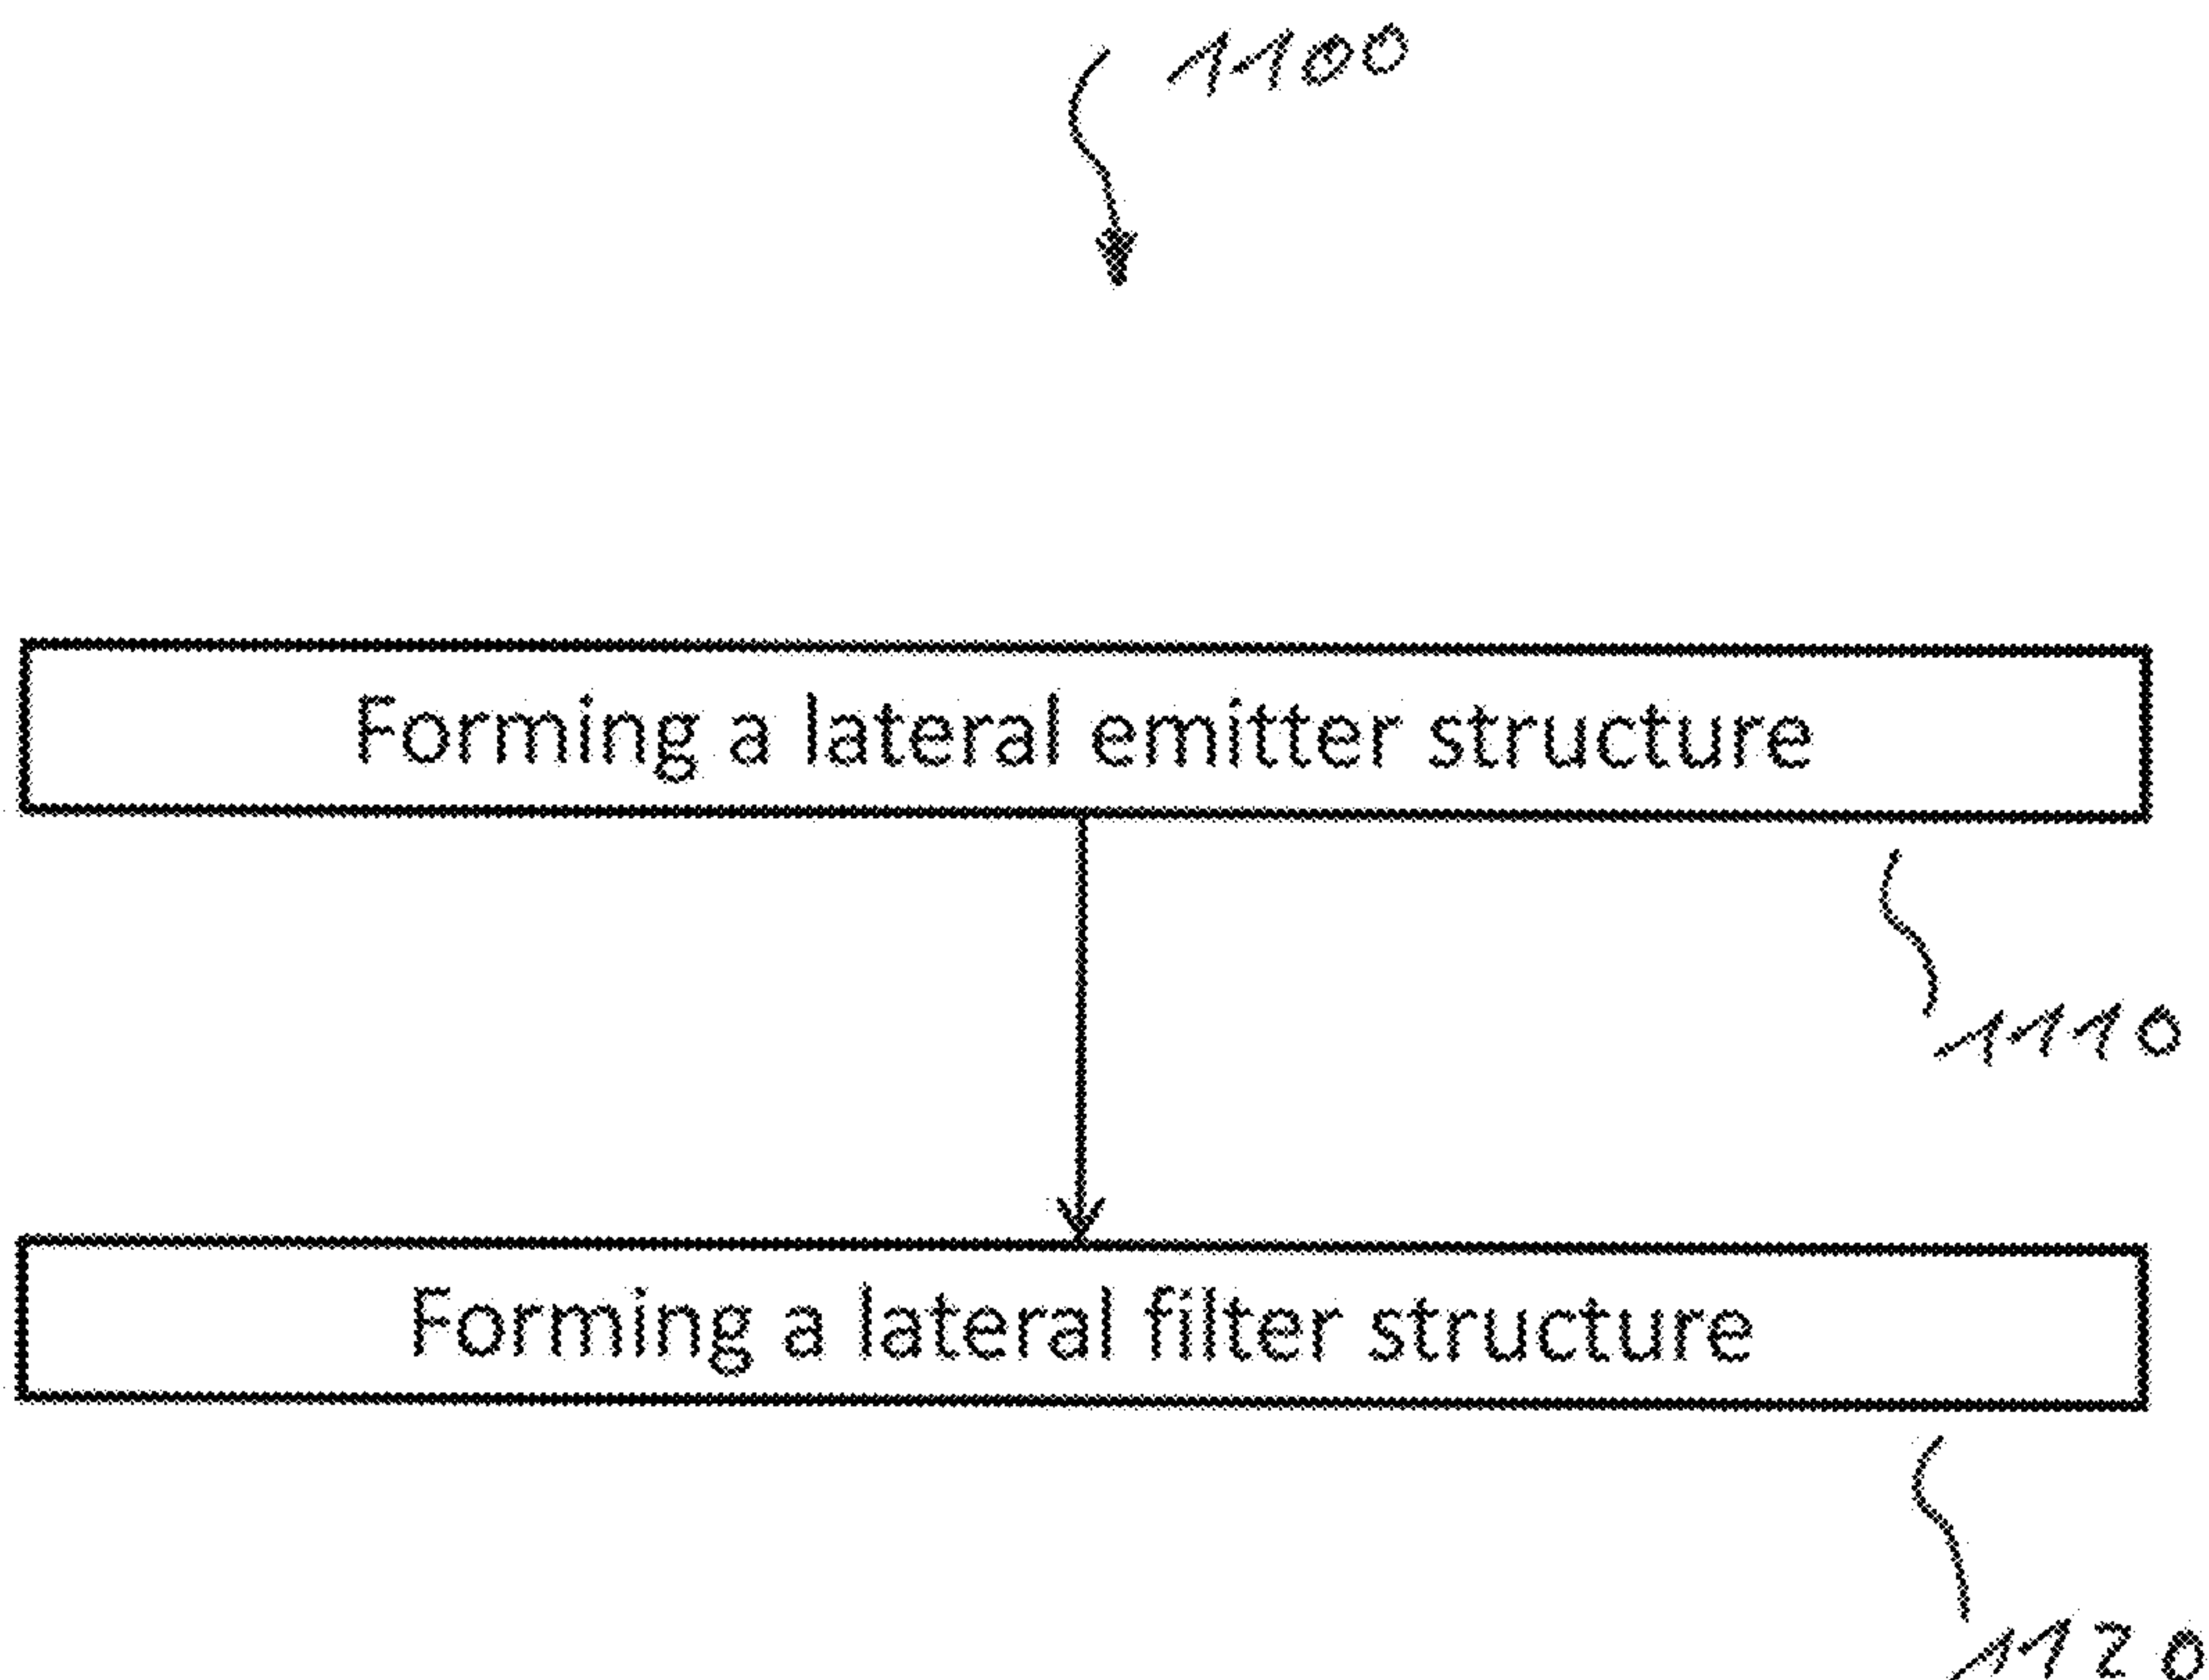 1100
Forming a lateral emitter structure
1110
Forming a lateral filter structure
1120